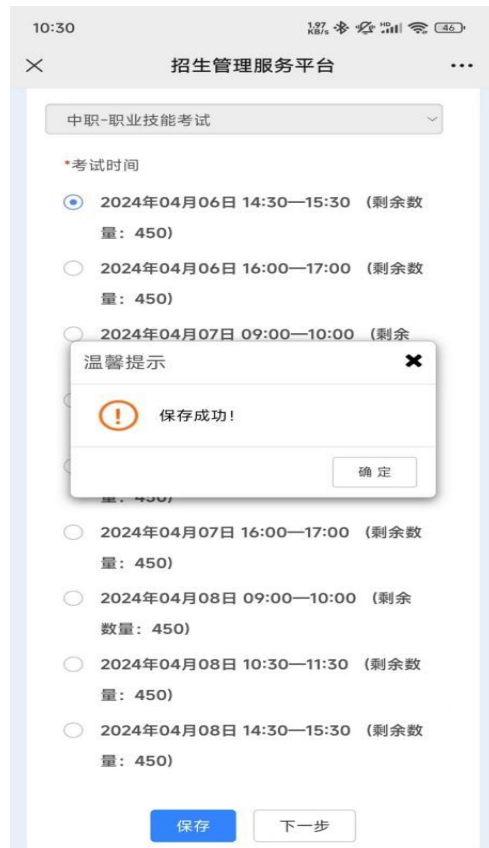 10:30
1.97 KB/s HD 46
招生管理服务平台
中职-职业技能考试
*考试时间
2024年04月06日 14:30—15:30 (剩余数
量：450)
2024年04月06日 16:00—17:00 (剩余数
量：450)
2024年04月07日 09:00—10:00 (剩余
温馨提示
保存成功!
确 定
量：450)
2024年04月07日 16:00—17:00 (剩余数
量：450)
2024年04月08日 09:00—10:00 (剩余
数量：450)
2024年04月08日 10:30—11:30 (剩余数
量：450)
2024年04月08日 14:30—15:30 (剩余数
量：450)
保存
下一步